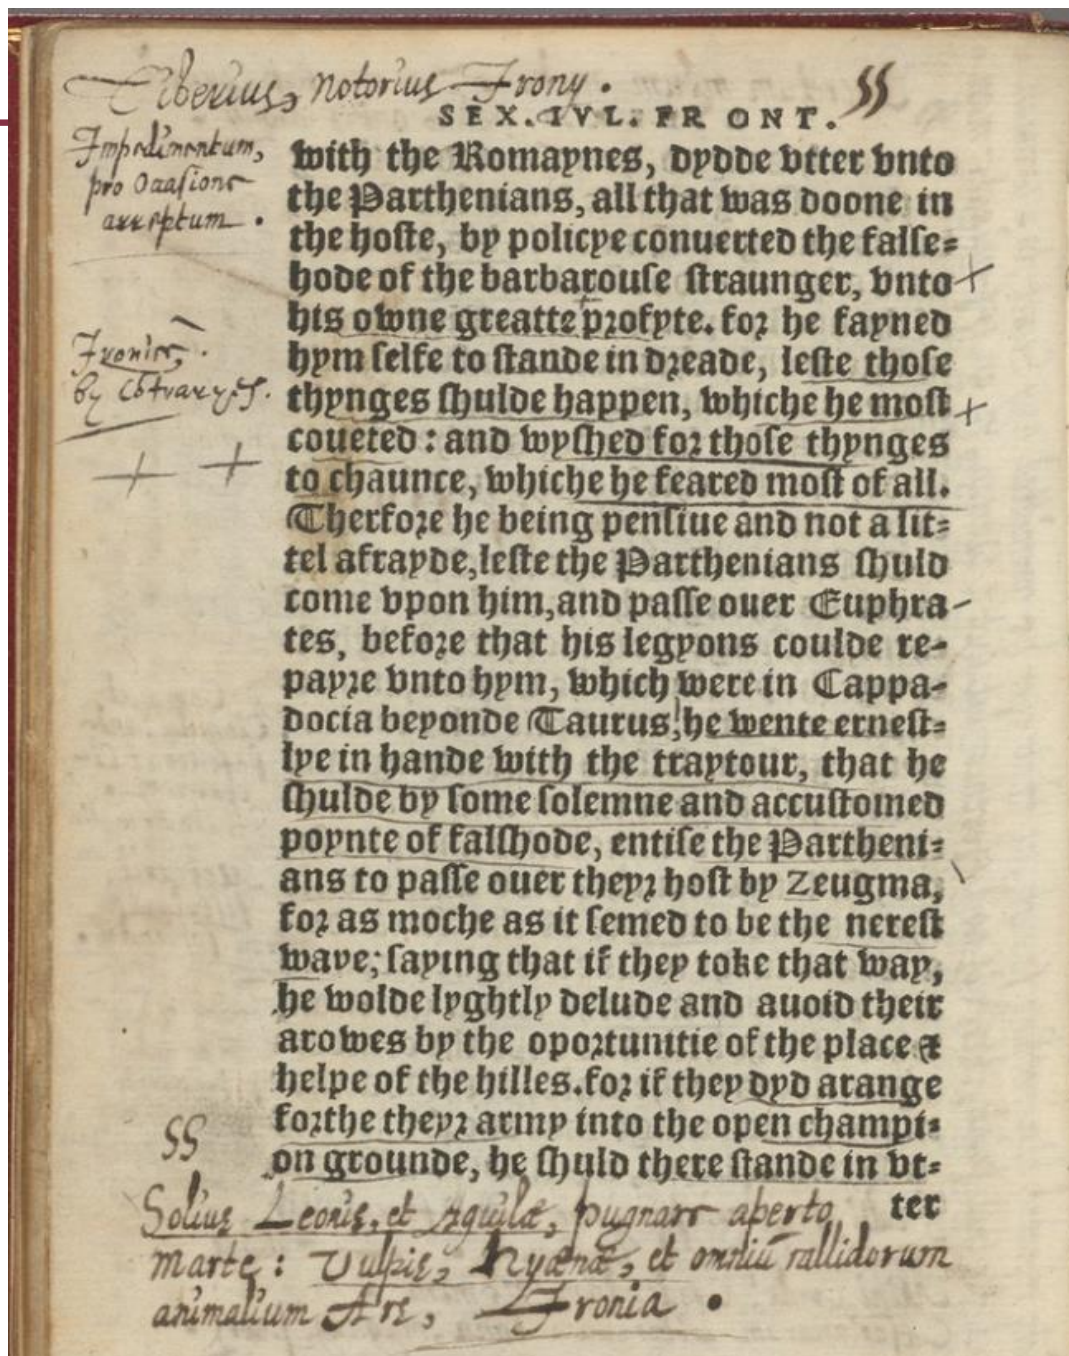 Tiberius, notorius Irony.
SS
SEX. IVL. FRONT.
Impedimentum,
pro Occasione
arreptum.
with the Romaynes, dydde vtter vnto
the Parthenians, all that was doone in
the hoste, by policye conuerted the false=
hode of the barbarouse straunger, vnto
his owne greatte profyte. for he fayned
hym selfe to stande in dreade, leste those
thynges shulde happen, whiche he most
coueted: and wyshed for those thynges
to chaunce, whiche he feared most of all.
Therfore he being pensiue and not a lit=
tel afrayde, leste the Parthenians shuld
come vpon him, and passe ouer Euphra-
tes, before that his legyons coulde re-
payre vnto hym, which were in Cappa-
docia beyonde Taurus, he wente ernest=
lye in hande with the traytour, that he
shulde by some solemne and accustomed
poynte of falshode, entise the Partheni=
ans to passe ouer theyr host by Zeugma,
for as moche as it semed to be the nerest
waye; saying that if they toke that way,
he wolde lyghtly delude and auoid their
arowes by the oportunitie of the place &
helpe of the hilles. for if they dyd arange
forthe theyr army into the open champi=
on grounde, he shuld there stande in vt=
ter
Ironice,
by cōtraryes.
SS
Solius Leonis, et Aquilæ, pugnare aperto
marte: Vulpis, Hyænæ, et omniū callidorum
animalium Ars, Ironia.